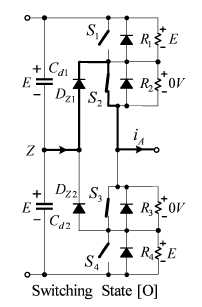 + S1 R1 + E −
E + Cd1 −
DZ1 S2 R2 + 0V −
Z iA
DZ2 S3 R3 + 0V −
E + Cd2 −
S4 R4 + E −
Switching State [O]